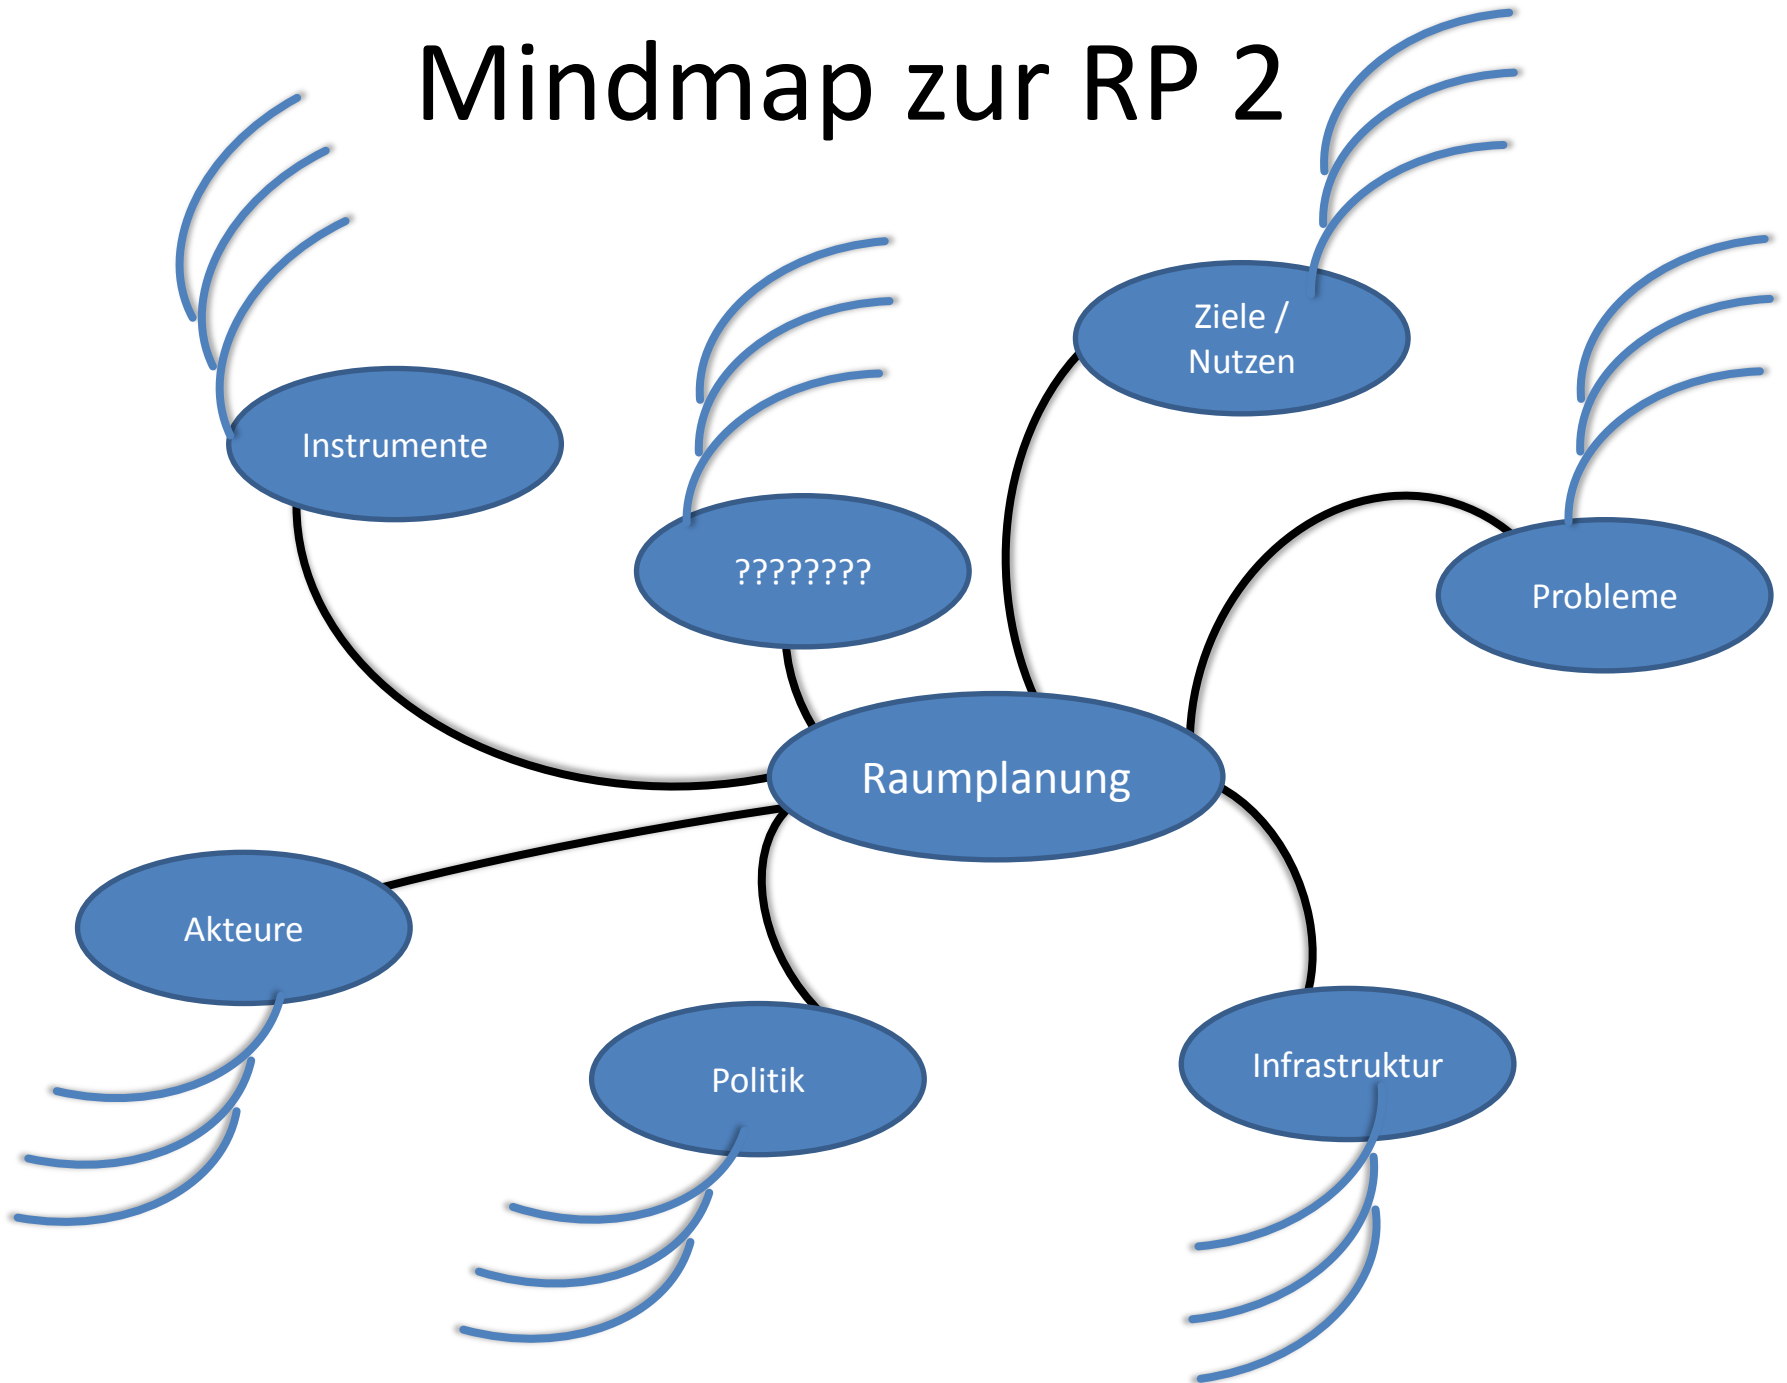 Mindmap zur RP 2
Ziele /
Nutzen
Instrumente
????????
Probleme
Raumplanung
Akteure
Politik
Infrastruktur